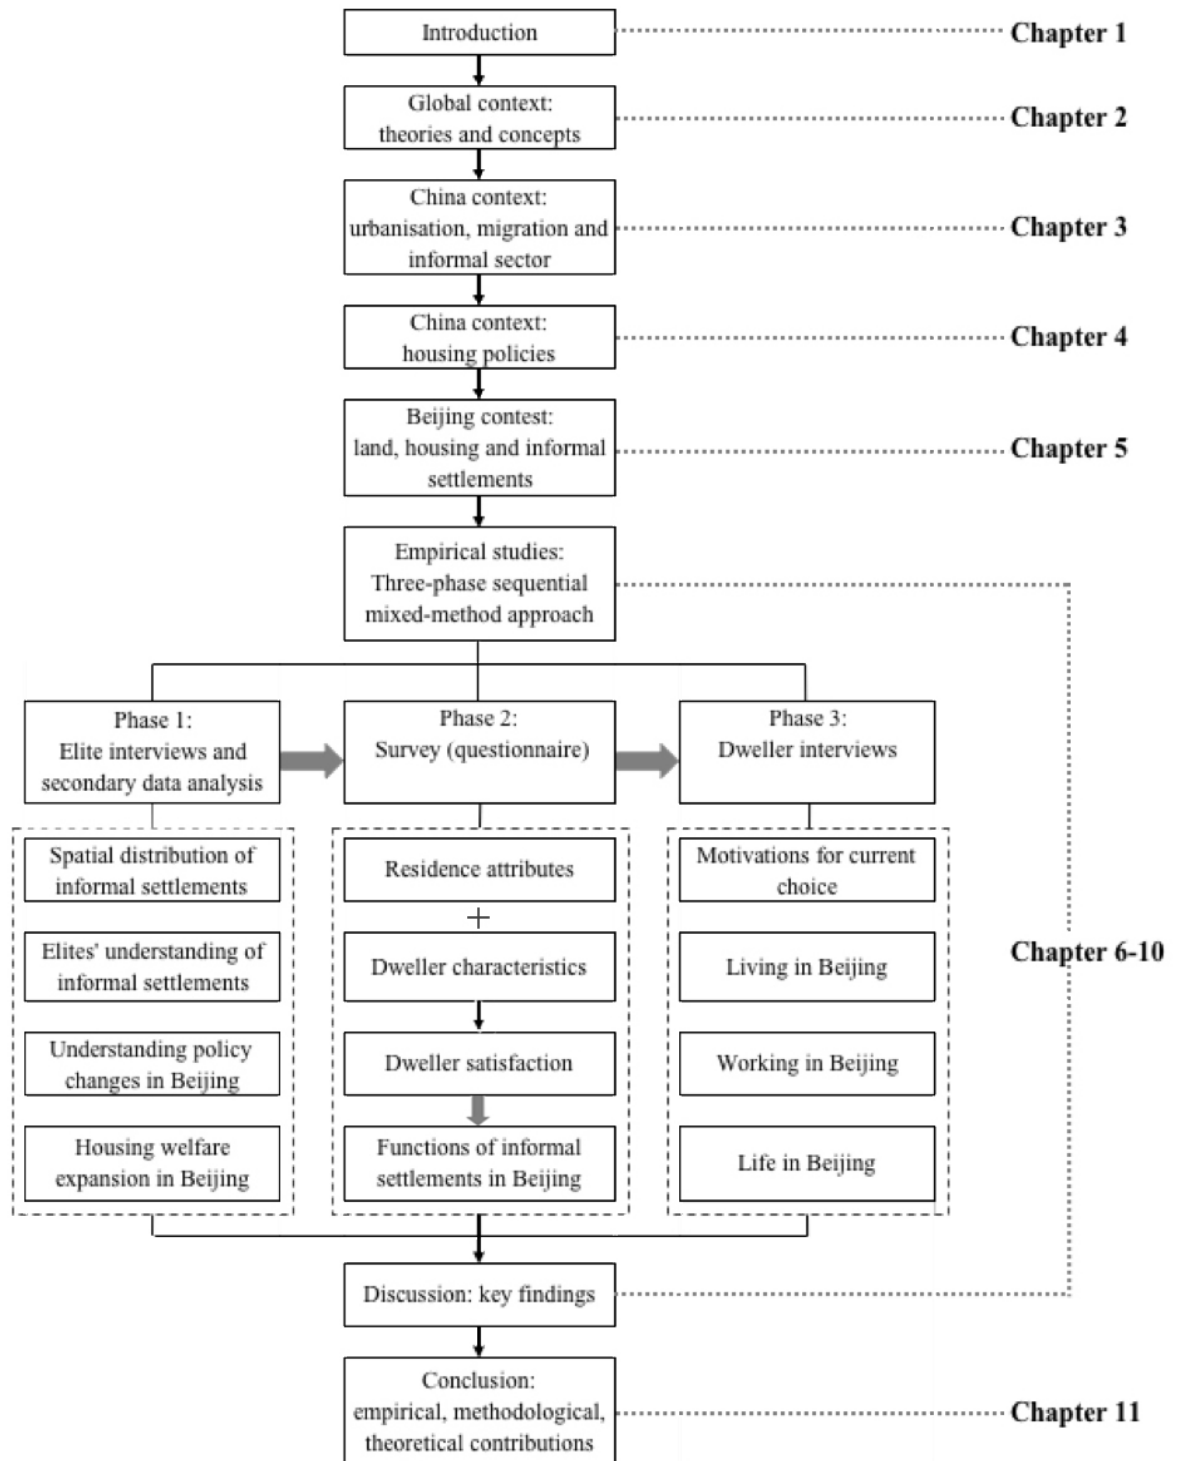 Introduction
Chapter 1
Global context:
theories and concepts
Chapter 2
China context:
urbanisation, migration and
informal sector
Chapter 3
China context:
housing policies
Chapter 4
Beijing contest:
land, housing and informal
settlements
Chapter 5
Empirical studies:
Three-phase sequential
mixed-method approach
Phase 1:
Elite interviews and
secondary data analysis
Phase 2:
Survey (questionnaire)
Phase 3:
Dweller interviews
Spatial distribution of
informal settlements
Elites' understanding of
informal settlements
Understanding policy
changes in Beijing
Housing welfare
expansion in Beijing
Residence attributes
+
Dweller characteristics
Dweller satisfaction
Functions of informal
settlements in Beijing
Motivations for current
choice
Living in Beijing
Working in Beijing
Life in Beijing
Chapter 6-10
Discussion: key findings
Conclusion:
empirical, methodological,
theoretical contributions
Chapter 11